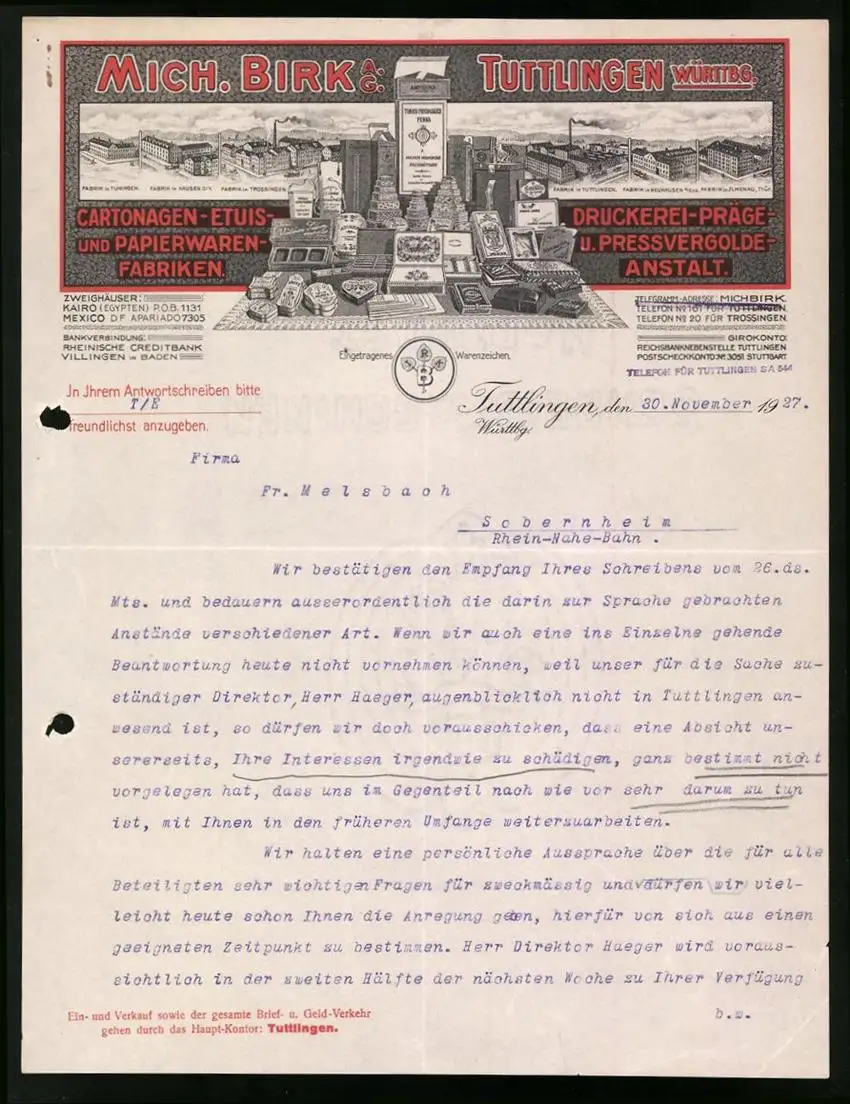 MICH. BIRK A.G. TUTTLINGEN WÜRTTBG.
FABRIK IN TUNINGEN. FABRIK IN HAUSEN O/V. FABRIK IN TROSSINGEN
FABRIK IN TUTTLINGEN. FABRIK IN NEUHAUSEN FABRIK IN ILMENAU, THÜR.
CARTONAGEN-ETUIS-
UND PAPIERWAREN-
FABRIKEN.
DRUCKEREI-PRÄGE-
U. PRESSVERGOLDE-
ANSTALT.
ZWEIGHÄUSER:
KAIRO (EGYPTEN) P.O.B. 1131
MEXICO DF APARIADO 7305
BANKVERBINDUNG:
RHEINISCHE CREDITBANK
VILLINGEN IN BADEN
TELEGRAMM-ADRESSE: MICHBIRK.
TELEFON No 161 FÜR TUTTLINGEN
TELEFON No 20 FÜR TROSSINGEN.
GIROKONTO:
REICHSBANKNEBENSTELLE TUTTLINGEN
POSTSCHECKKONTO: No 3051 STUTTGART
TELEFON FÜR TUTTLINGEN SA 544
Eingetragenes Warenzeichen.
B
Jn Jhrem Antwortschreiben bitte
T/E
freundlichst anzugeben.
Tuttlingen, den 30.November 1927.
Württbg.
Firma
Fr. Melsbach
Sobernheim
Rhein-Nahe-Bahn .
Wir bestätigen den Empfang Ihres Schreibens vom 26.ds.
Mts. und bedauern ausserordentlich die darin zur Sprache gebrachten
Anstände verschiedener Art. Wenn wir auch eine ins Einzelne gehende
Beantwortung heute nicht vornehmen können, weil unser für die Sache zu-
ständiger Direktor, Herr Haeger, augenblicklich nicht in Tuttlingen an-
wesend ist, so dürfen wir doch vorausschicken, dass eine Absicht un-
sererseits, Ihre Interessen irgendwie zu schädigen, ganz bestimmt nicht
vorgelegen hat, dass uns im Gegenteil nach wie vor sehr darum zu tun
ist, mit Ihnen in den früheren Umfange weiterzuarbeiten.
Wir halten eine persönliche Aussprache über die für alle
Beteiligten sehr wichtigen Fragen für zweckmässig und dürfen wir viel-
leicht heute schon Ihnen die Anregung geben, hierfür von sich aus einen
geeigneten Zeitpunkt zu bestimmen. Herr Direktor Haeger wird voraus-
sichtlich in der zweiten Hälfte der nächsten Woche zu Ihrer Verfügung
b.w.
Ein- und Verkauf sowie der gesamte Brief- u. Geld-Verkehr
gehen durch das Haupt-Kontor: Tuttlingen.